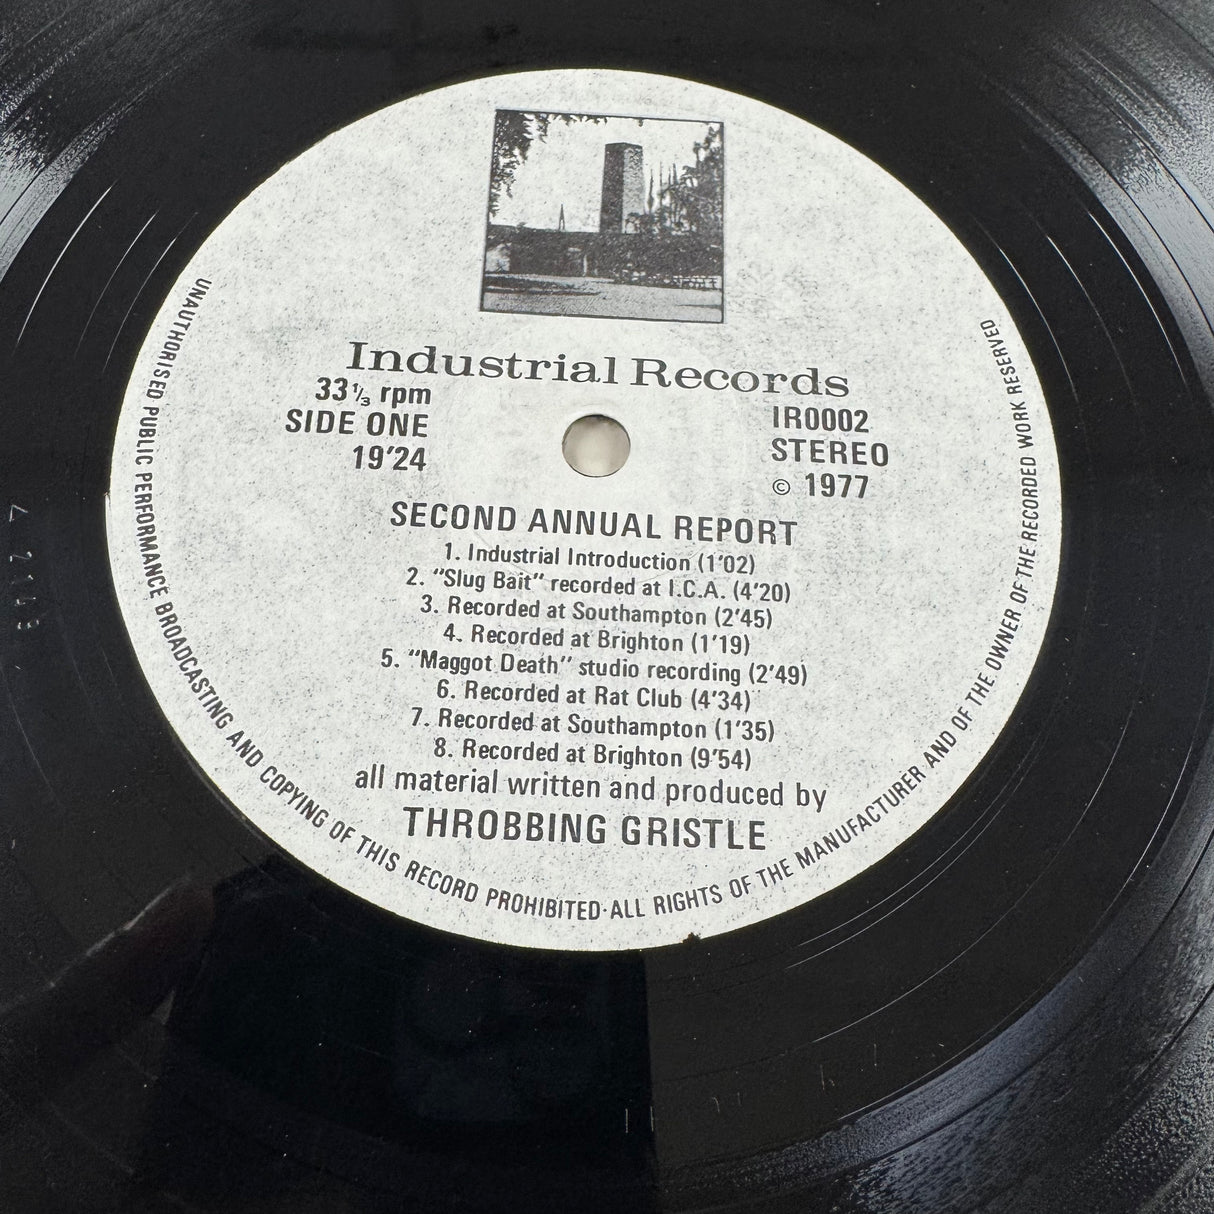 Industrial Records
33⅓ rpm
SIDE ONE
19'24
IR0002
STEREO
© 1977
SECOND ANNUAL REPORT
1. Industrial Introduction (1'02)
2. "Slug Bait" recorded at I.C.A. (4'20)
3. Recorded at Southampton (2'45)
4. Recorded at Brighton (1'19)
5. "Maggot Death" studio recording (2'49)
6. Recorded at Rat Club (4'34)
7. Recorded at Southampton (1'35)
8. Recorded at Brighton (9'54)
all material written and produced by
THROBBING GRISTLE
UNAUTHORISED PUBLIC PERFORMANCE BROADCASTING AND COPYING OF THIS RECORD PROHIBITED·ALL RIGHTS OF THE MANUFACTURER AND OF THE OWNER OF THE RECORDED WORK RESERVED